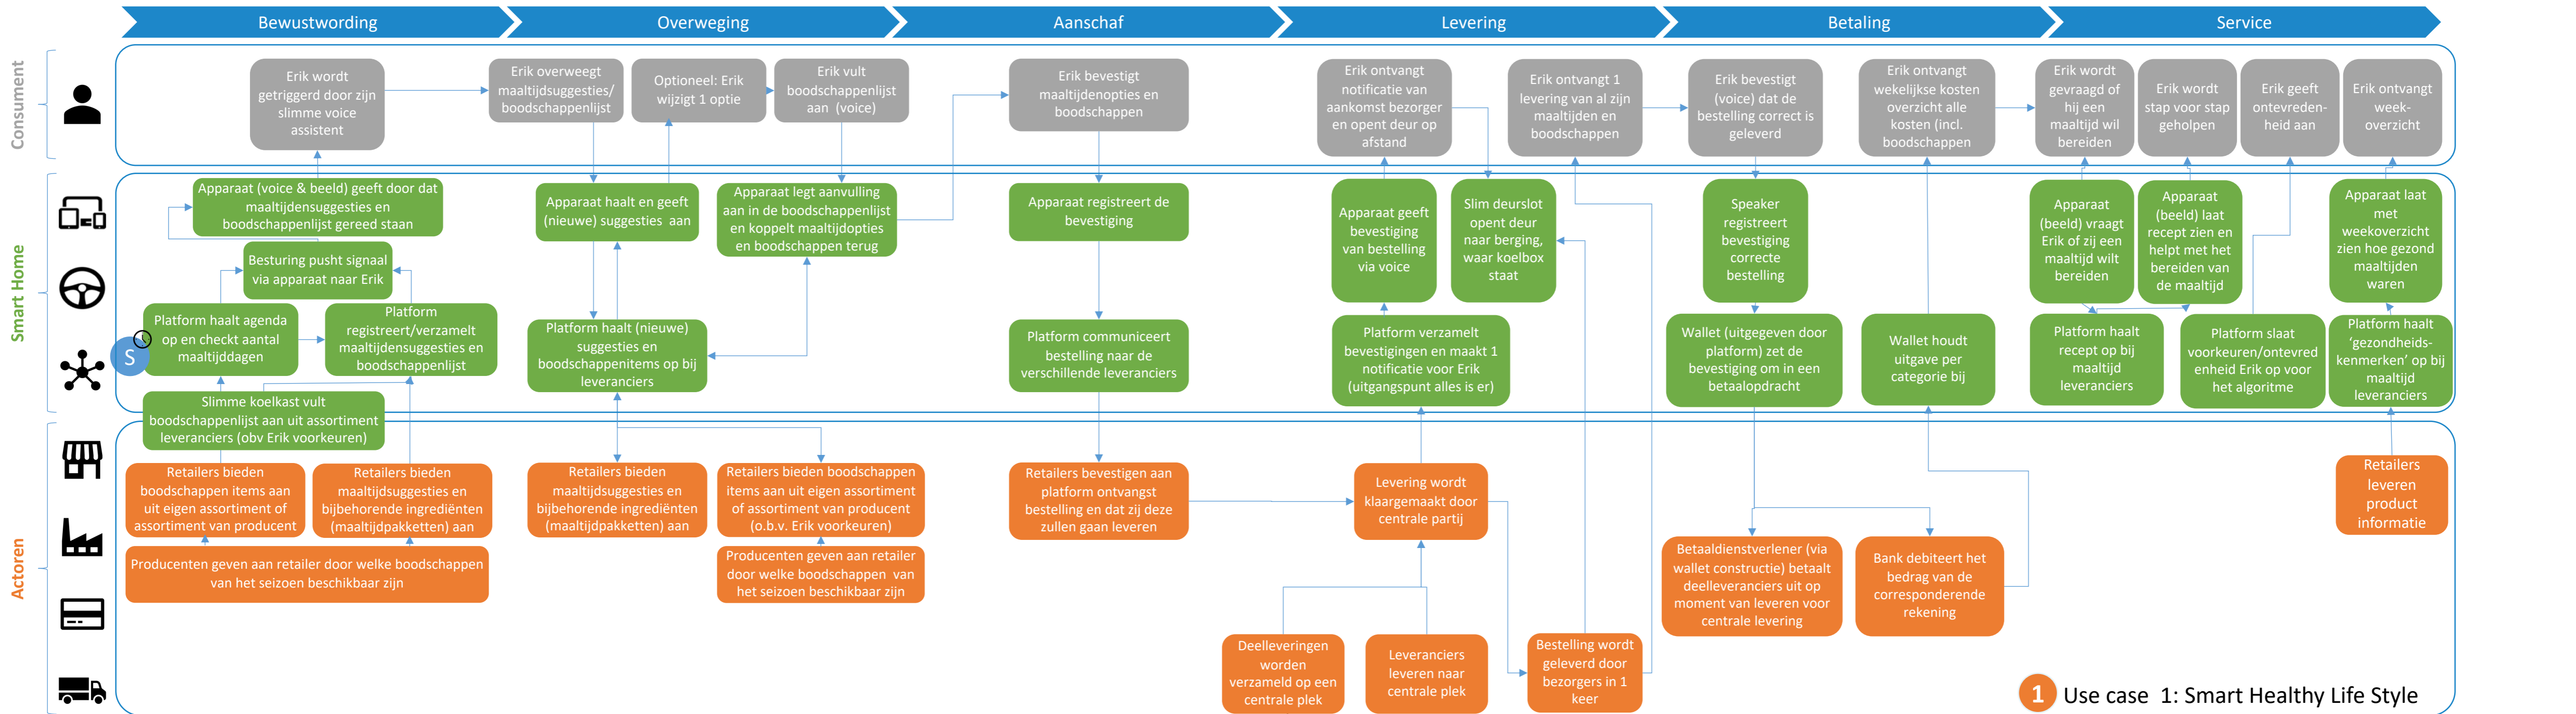 Bewustwording
Overweging
Aanschaf
Levering
Betaling
Service
Consument
Erik wordt
getriggerd door zijn
slimme voice
assistent
Erik overweegt
maaltijdsuggesties/
boodschappenlijst
Optioneel: Erik
wijzigt 1 optie
Erik vult
boodschappenlijst
aan (voice)
Erik bevestigt
maaltijdenopties en
boodschappen
Erik ontvangt
notificatie van
aankomst bezorger
en opent deur op
afstand
Erik ontvangt 1
levering van al zijn
maaltijden en
boodschappen
Erik bevestigt
(voice) dat de
bestelling correct is
geleverd
Erik ontvangt
wekelijkse kosten
overzicht alle
kosten (incl.
boodschappen
Erik wordt
gevraagd of
hij een
maaltijd wil
bereiden
Erik wordt
stap voor stap
geholpen
Erik geeft
ontevreden-
heid aan
Erik ontvangt
week-
overzicht
Smart Home
Apparaat (voice & beeld) geeft door dat
maaltijdensuggesties en
boodschappenlijst gereed staan
Besturing pusht signaal
via apparaat naar Erik
S
Platform haalt agenda
op en checkt aantal
maaltijddagen
Platform
registreert/verzamelt
maaltijdensuggesties en
boodschappenlijst
Slimme koelkast vult
boodschappenlijst aan uit assortiment
leveranciers (obv Erik voorkeuren)
Apparaat halt en geeft
(nieuwe) suggesties aan
Apparaat legt aanvulling
aan in de boodschappenlijst
en koppelt maaltijdopties
en boodschappen terug
Platform haalt (nieuwe)
suggesties en
boodschappenitems op bij
leveranciers
Apparaat registreert de
bevestiging
Platform communiceert
bestelling naar de
verschillende leveranciers
Apparaat geeft
bevestiging
van bestelling
via voice
Slim deurslot
opent deur
naar berging,
waar koelbox
staat
Platform verzamelt
bevestigingen en maakt 1
notificatie voor Erik
(uitgangspunt alles is er)
Speaker
registreert
bevestiging
correcte
bestelling
Wallet (uitgegeven door
platform) zet de
bevestiging om in een
betaalopdracht
Wallet houdt
uitgave per
categorie bij
Apparaat
(beeld) vraagt
Erik of zij een
maaltijd wilt
bereiden
Apparaat
(beeld) laat
recept zien en
helpt met het
bereiden van
de maaltijd
Apparaat laat
met
weekoverzicht
zien hoe gezond
maaltijden
waren
Platform haalt
recept op bij
maaltijd
leveranciers
Platform slaat
voorkeuren/ontevred
enheid Erik op voor
het algoritme
Platform haalt
‘gezondheids-
kenmerken’ op bij
maaltijd
leveranciers
Actoren
Retailers bieden
boodschappen items aan
uit eigen assortiment of
assortiment van producent
Retailers bieden
maaltijdsuggesties en
bijbehorende ingrediënten
(maaltijdpakketten) aan
Producenten geven aan retailer door welke boodschappen
van het seizoen beschikbaar zijn
Retailers bieden
maaltijdsuggesties en
bijbehorende ingrediënten
(maaltijdpakketten) aan
Retailers bieden boodschappen
items aan uit eigen assortiment
of assortiment van producent
(o.b.v. Erik voorkeuren)
Producenten geven aan retailer
door welke boodschappen van
het seizoen beschikbaar zijn
Retailers bevestigen aan
platform ontvangst
bestelling en dat zij deze
zullen gaan leveren
Levering wordt
klaargemaakt door
centrale partij
Deelleveringen
worden
verzameld op een
centrale plek
Leveranciers
leveren naar
centrale plek
Bestelling wordt
geleverd door
bezorgers in 1
keer
Betaaldienstverlener (via
wallet constructie) betaalt
deelleveranciers uit op
moment van leveren voor
centrale levering
Bank debiteert het
bedrag van de
corresponderende
rekening
Retailers
leveren
product
informatie
1 Use case 1: Smart Healthy Life Style